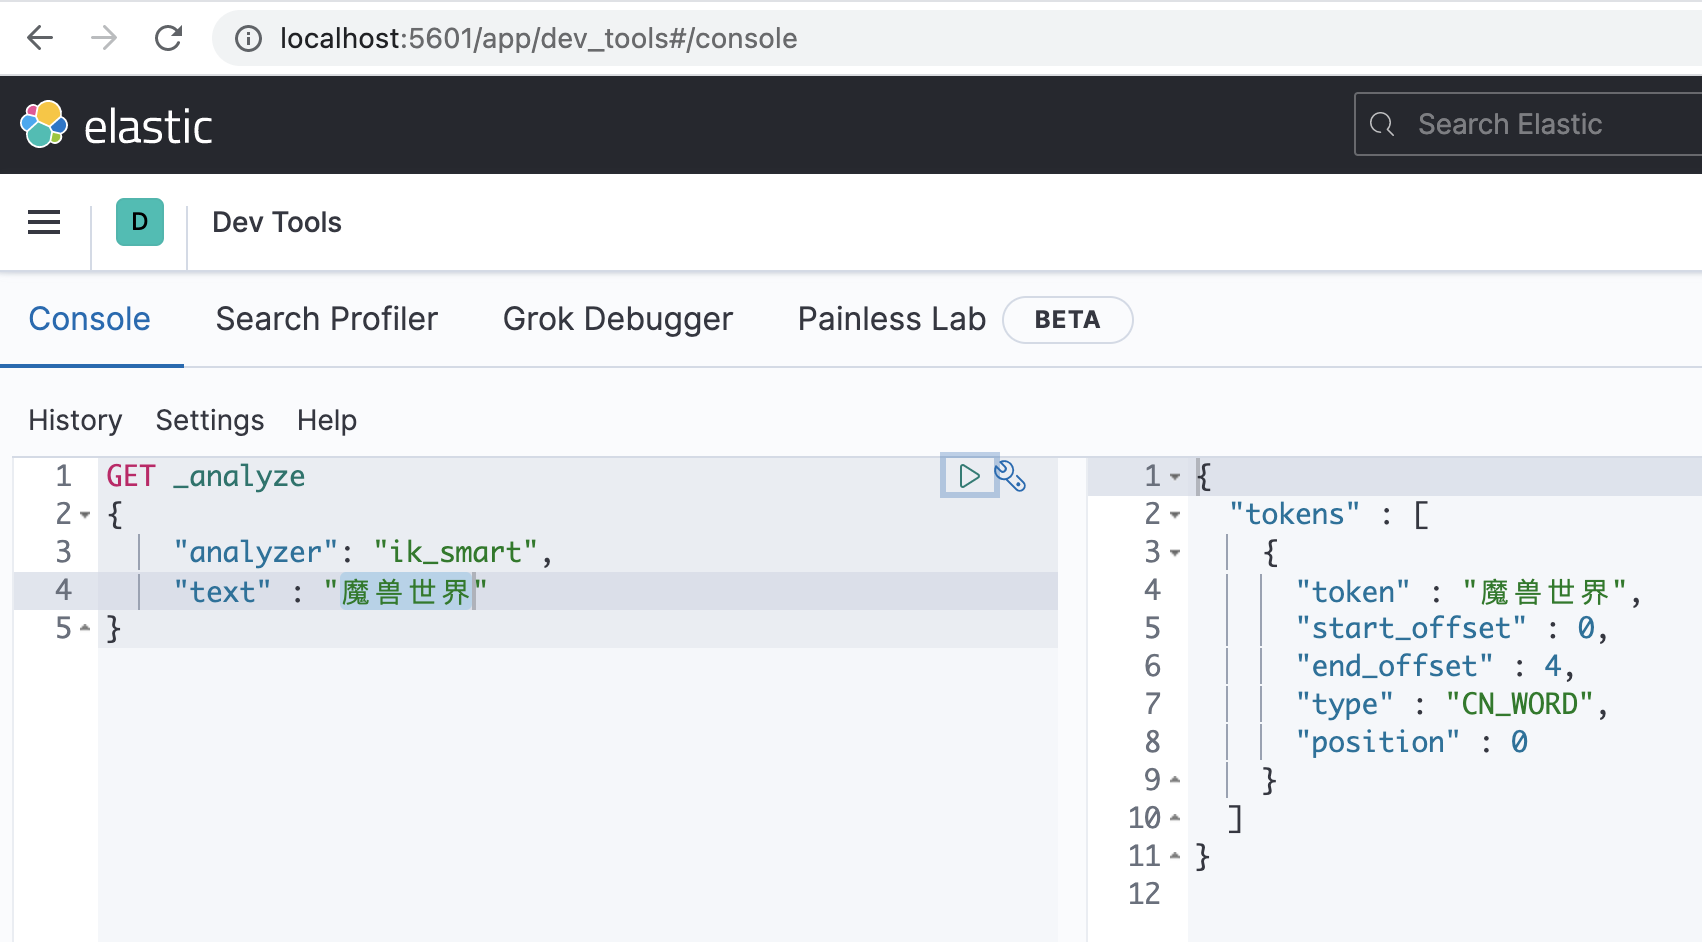 localhost:5601/app/dev_tools#/console
elastic
Search Elastic
D
Dev Tools
Console
Search Profiler
Grok Debugger
Painless Lab
BETA
History
Settings
Help
1 GET _analyze
2 {
3 "analyzer": "ik_smart",
4 "text" : "魔兽世界"
5 }
1 {
2 "tokens" : [
3 {
4 "token" : "魔兽世界",
5 "start_offset" : 0,
6 "end_offset" : 4,
7 "type" : "CN_WORD",
8 "position" : 0
9 }
10 ]
11 }
12